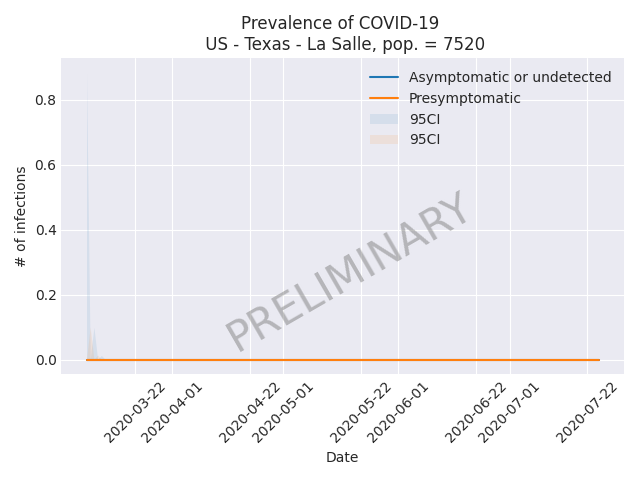 Prevalence of COVID-19
US - Texas - La Salle, pop. = 7520
Asymptomatic or undetected
Presymptomatic
95CI
95CI
# of infections
0.8
0.6
0.4
0.2
0.0
PRELIMINARY
2020-03-22
2020-04-01
2020-04-22
2020-05-01
2020-05-22
2020-06-01
2020-06-22
2020-07-01
2020-07-22
Date